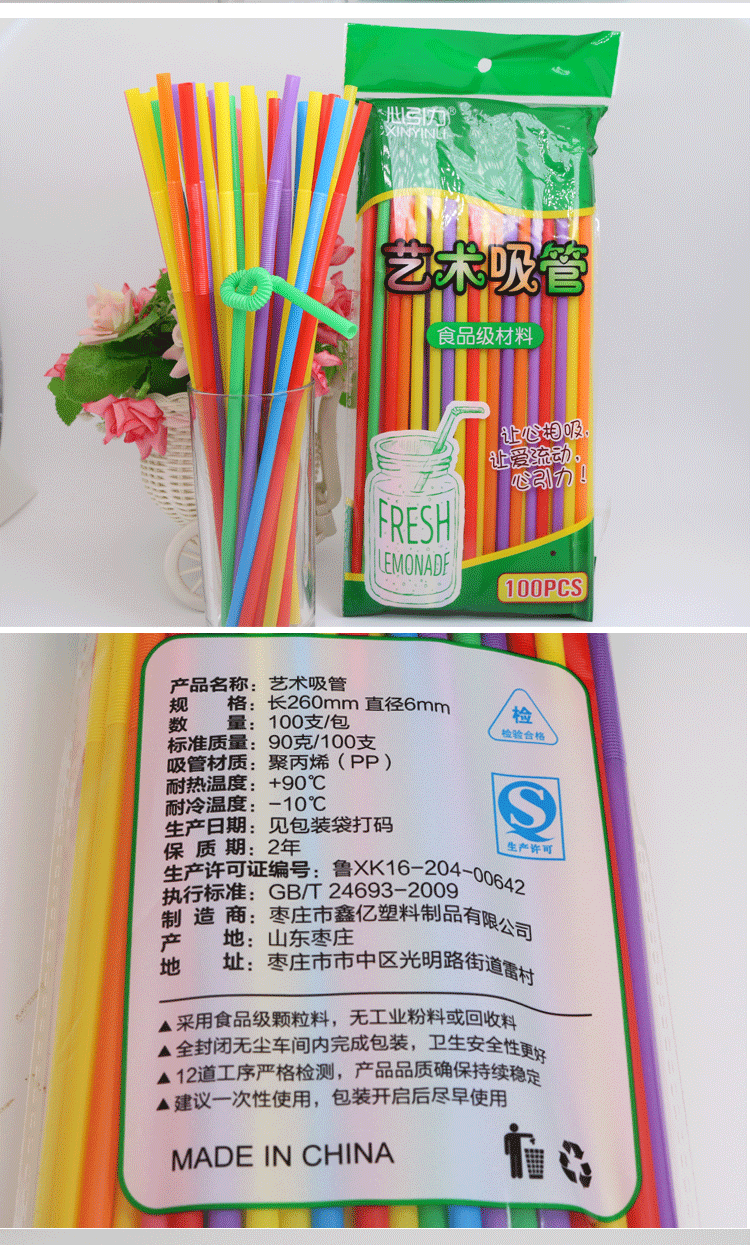 心引力®
XINYINLI
艺术吸管
食品级材料
让心相吸,
让爱流动,
心引力!
FRESH
LEMONADE
100PCS
产品名称: 艺术吸管
规 格: 长260mm 直径6mm
数 量: 100支/包
标准质量: 90克/100支
吸管材质: 聚丙烯（PP）
耐热温度: +90℃
耐冷温度: -10℃
生产日期: 见包装袋打码
保 质 期: 2年
生产许可证编号: 鲁XK16-204-00642
执行标准: GB/T 24693-2009
制 造 商: 枣庄市鑫亿塑料制品有限公司
产 地: 山东枣庄
地 址: 枣庄市市中区光明路街道雷村
检
检验合格
生产许可
▲采用食品级颗粒料，无工业粉料或回收料
▲全封闭无尘车间内完成包装，卫生安全性更好
▲12道工序严格检测，产品品质确保持续稳定
▲建议一次性使用，包装开启后尽早使用
MADE IN CHINA